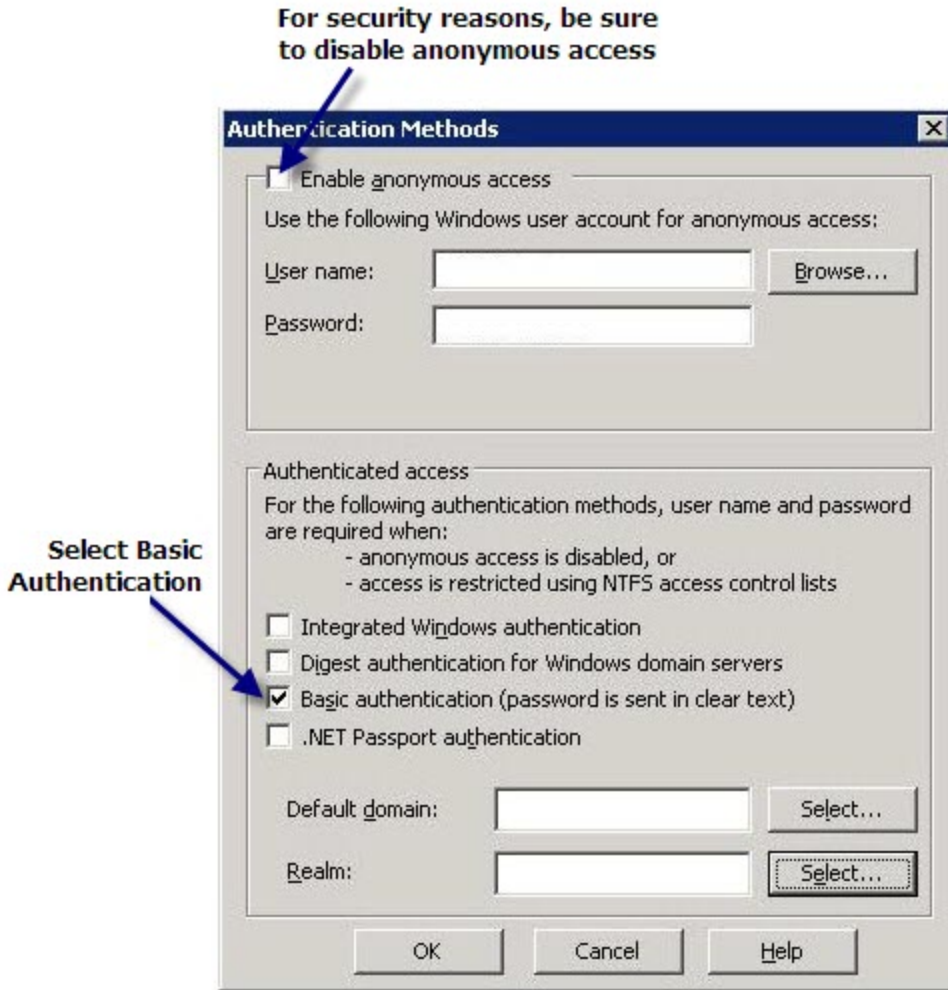 For security reasons, be sure
to disable anonymous access
Authentication Methods
Enable anonymous access
Use the following Windows user account for anonymous access:
User name:
Browse...
Password:
Authenticated access
For the following authentication methods, user name and password
are required when:
- anonymous access is disabled, or
- access is restricted using NTFS access control lists
Select Basic
Authentication
Integrated Windows authentication
Digest authentication for Windows domain servers
Basic authentication (password is sent in clear text)
.NET Passport authentication
Default domain:
Select...
Realm:
Select...
OK
Cancel
Help